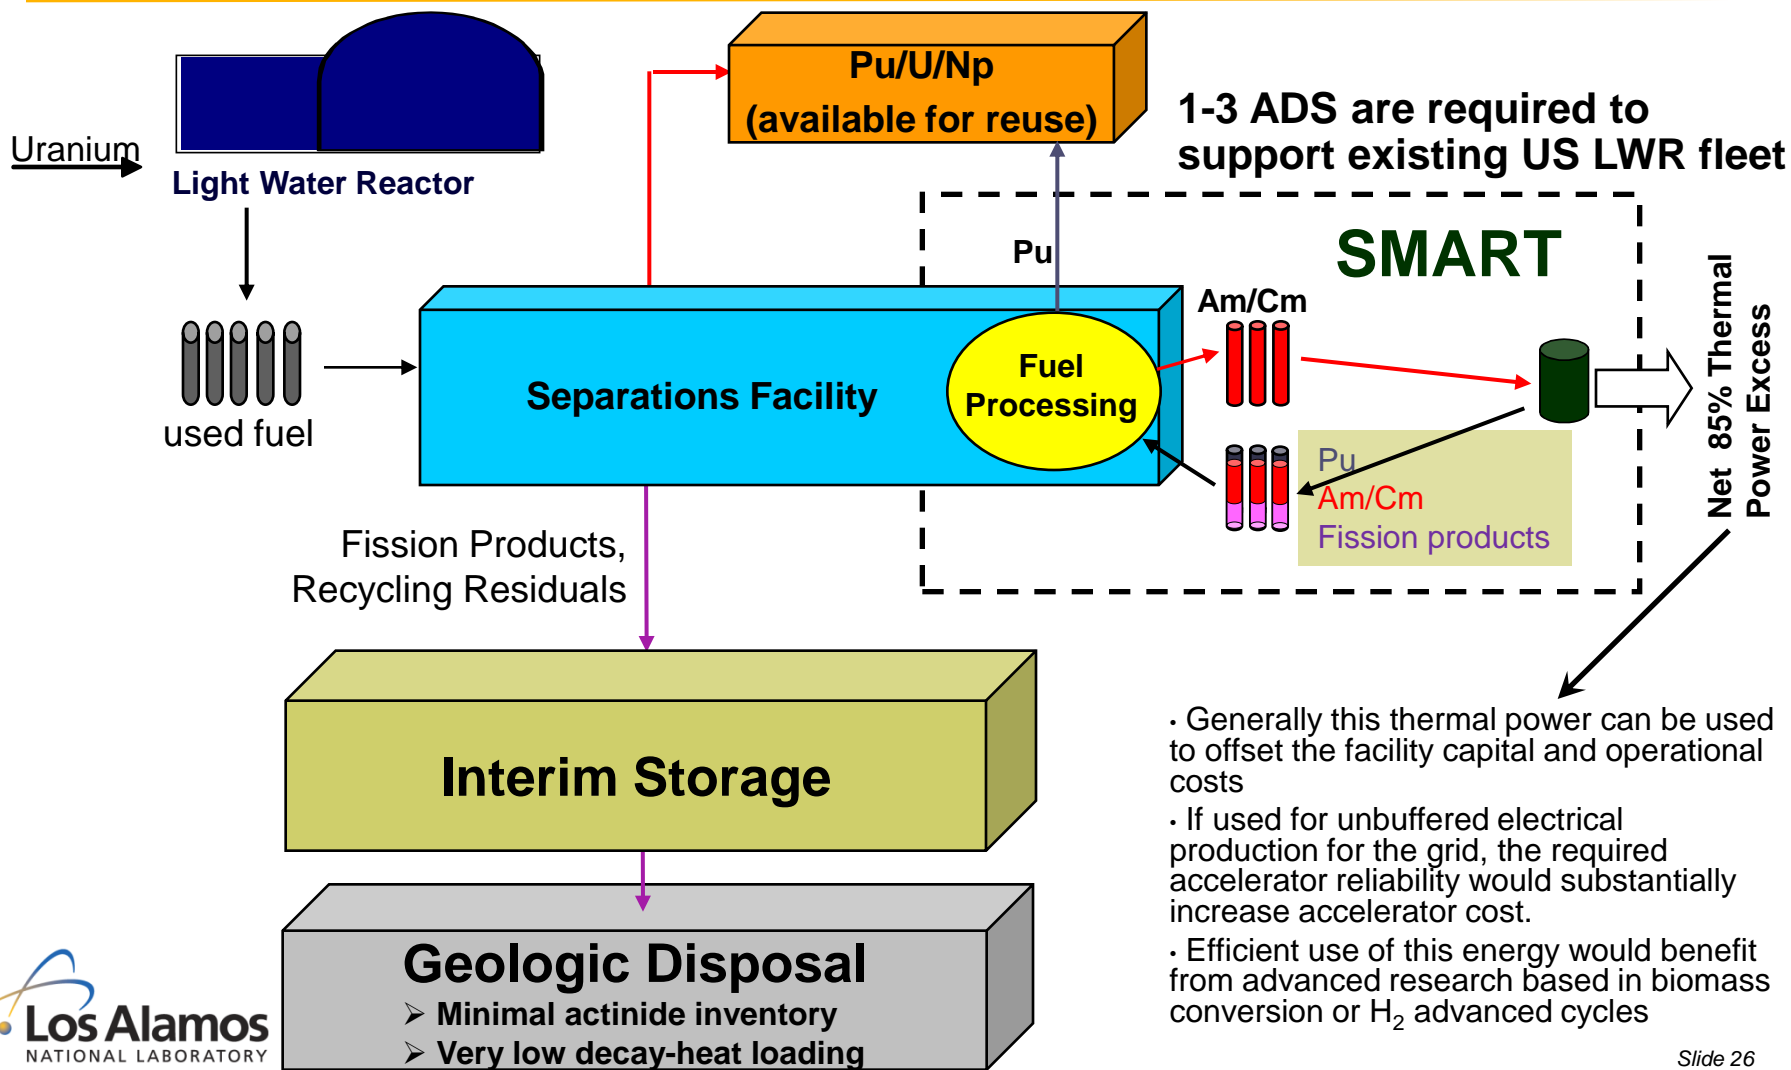 Pu/U/Np
(available for reuse)
1-3 ADS are required to
support existing US LWR fleet
Uranium
Light Water Reactor
Pu
SMART
Am/Cm
used fuel
Separations Facility
Fuel
Processing
Net 85% Thermal
Power Excess
Pu
Am/Cm
Fission products
Fission Products,
Recycling Residuals
Interim Storage
• Generally this thermal power can be used
to offset the facility capital and operational
costs
• If used for unbuffered electrical
production for the grid, the required
accelerator reliability would substantially
increase accelerator cost.
• Efficient use of this energy would benefit
from advanced research based in biomass
conversion or H₂ advanced cycles
Geologic Disposal
➢ Minimal actinide inventory
➢ Very low decay-heat loading
Los Alamos
NATIONAL LABORATORY
Slide 26